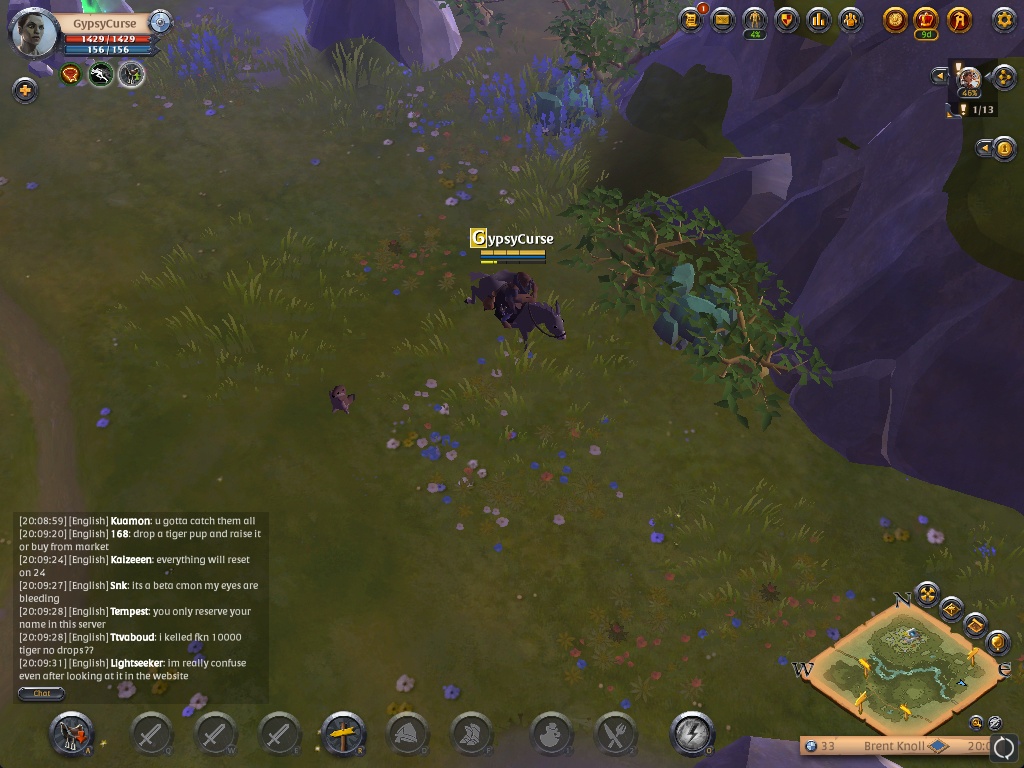 GypsyCurse
1429 / 1429
156 / 156
1
4%
9d
46%
1/13
1
GypsyCurse
[20:08:59] [English] Kuamon: u gotta catch them all
[20:09:20] [English] 168: drop a tiger pup and raise it
or buy from market
[20:09:24] [English] Kaizeeen: everything will reset
on 24
[20:09:27] [English] Snk: its a beta cmon my eyes are
bleeding
[20:09:28] [English] Tempest: you only reserve your
name in this server
[20:09:28] [English] Ttvaboud: i kelled fkn 10000
tiger no drops??
[20:09:31] [English] Lightseeker: im really confuse
even after looking at it in the website
Chat
N
W
E
A
Q
W
E
R
D
F
33
Brent Knoll
20:0